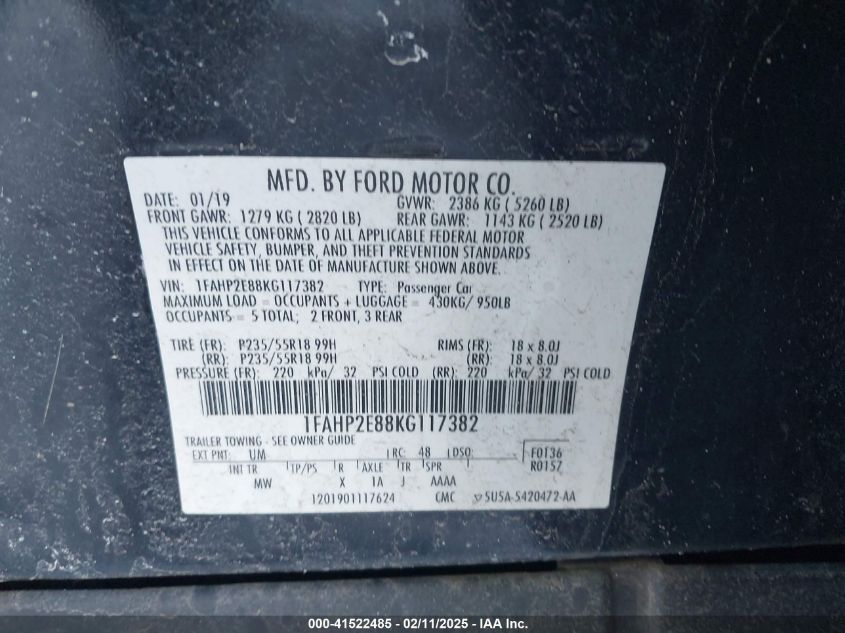 MFD. BY FORD MOTOR CO.
DATE: 01/19 GVWR: 2386 KG ( 5260 LB)
FRONT GAWR: 1279 KG ( 2820 LB) REAR GAWR: 1143 KG ( 2520 LB)
THIS VEHICLE CONFORMS TO ALL APPLICABLE FEDERAL MOTOR
VEHICLE SAFETY, BUMPER, AND THEFT PREVENTION STANDARDS
IN EFFECT ON THE DATE OF MANUFACTURE SHOWN ABOVE.
VIN: 1FAHP2E88KG117382 TYPE: Passenger Car
MAXIMUM LOAD = OCCUPANTS + LUGGAGE = 430KG/ 950LB
OCCUPANTS = 5 TOTAL; 2 FRONT, 3 REAR
TIRE (FR): P235/55R18 99H RIMS (FR): 18 x 8.0J
(RR): P235/55R18 99H (RR): 18 x 8.0J
PRESSURE (FR): 220 kPa/ 32 PSI COLD (RR): 220 kPa/ 32 PSI COLD
1FAHP2E88KG117382
TRAILER TOWING - SEE OWNER GUIDE
EXT PNT: UM RC: 48 DSO: F0136
INT TR TP/PS R AXLE TR SPR R0157
MW X 1A J AAAA
1201901117624 CMC 5U5A-5420472-AA
000-41522485 - 02/11/2025 - IAA Inc.